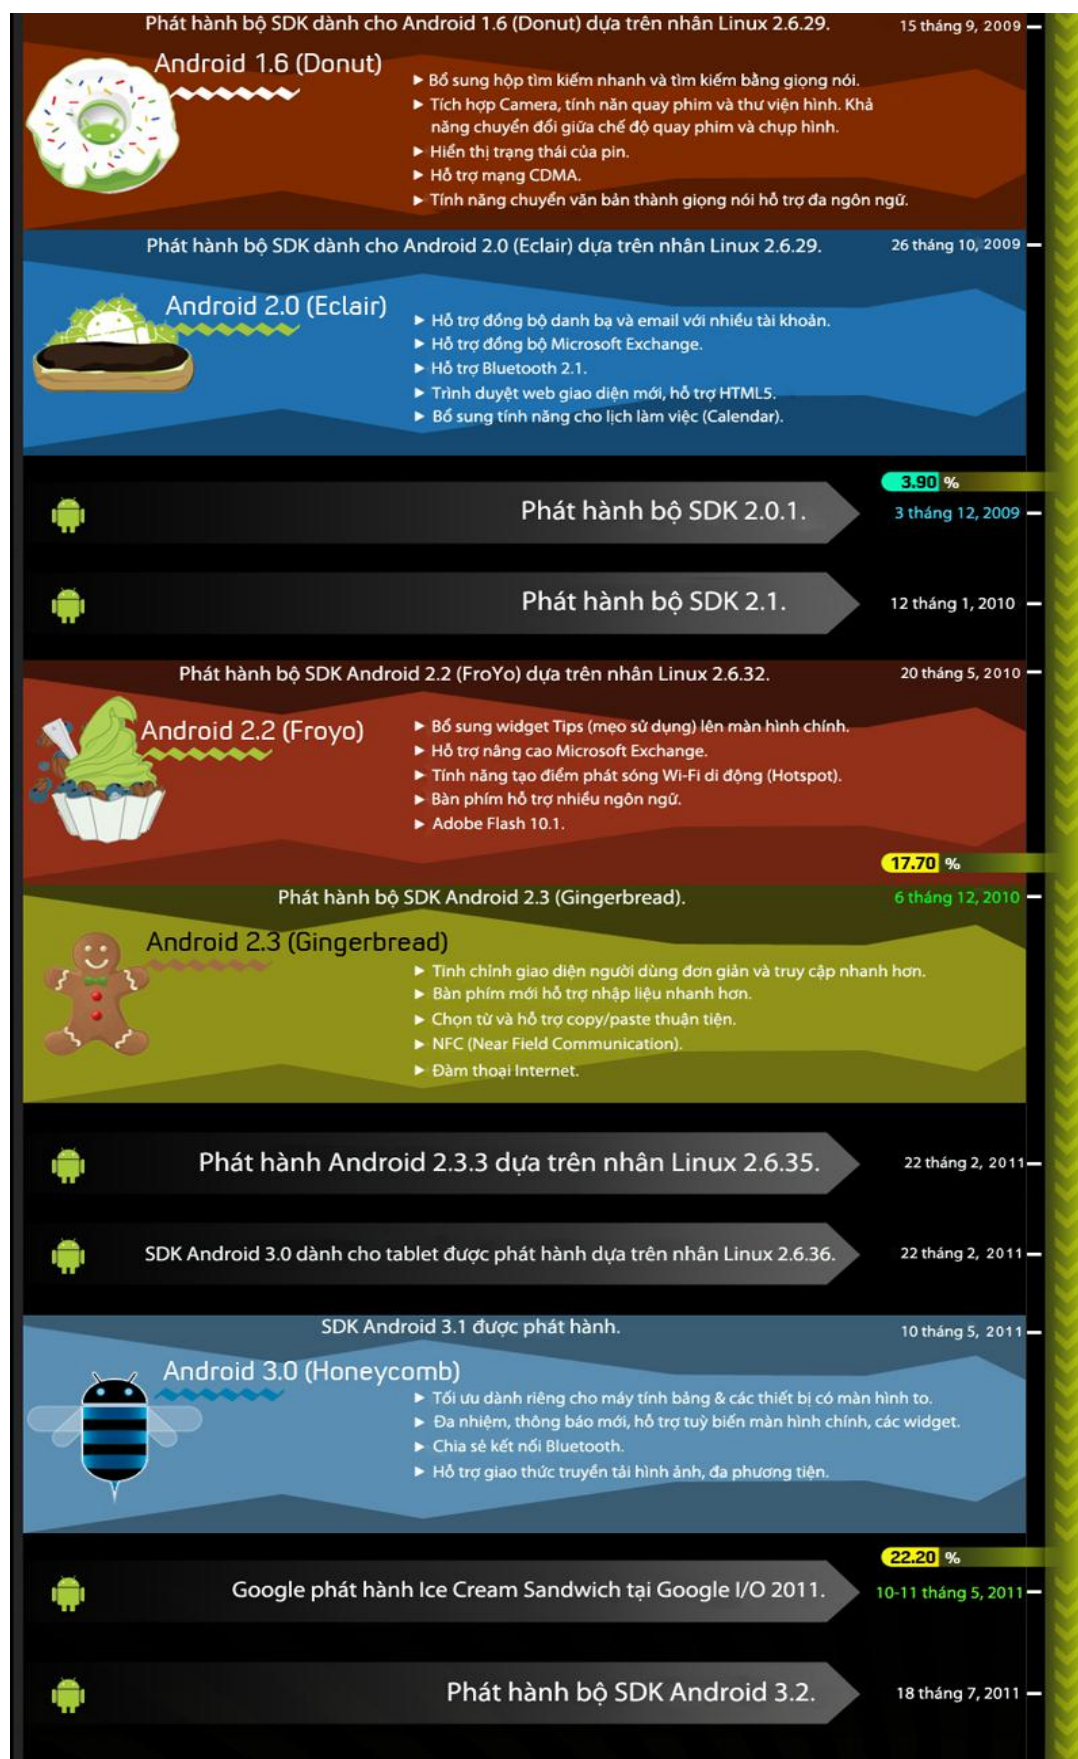 Phát hành bộ SDK dành cho Android 1.6 (Donut) dựa trên nhân Linux 2.6.29.
15 tháng 9, 2009
Android 1.6 (Donut)
► Bổ sung hộp tìm kiếm nhanh và tìm kiếm bằng giọng nói.
► Tích hợp Camera, tính năn quay phim và thư viện hình. Khả
năng chuyển đổi giữa chế độ quay phim và chụp hình.
► Hiển thị trạng thái của pin.
► Hỗ trợ mạng CDMA.
► Tính năng chuyển văn bản thành giọng nói hỗ trợ đa ngôn ngữ.
Phát hành bộ SDK dành cho Android 2.0 (Eclair) dựa trên nhân Linux 2.6.29.
26 tháng 10, 2009
Android 2.0 (Eclair)
► Hỗ trợ đồng bộ danh bạ và email với nhiều tài khoản.
► Hỗ trợ đồng bộ Microsoft Exchange.
► Hỗ trợ Bluetooth 2.1.
► Trình duyệt web giao diện mới, hỗ trợ HTML5.
► Bổ sung tính năng cho lịch làm việc (Calendar).
3.90 %
Phát hành bộ SDK 2.0.1.
3 tháng 12, 2009
Phát hành bộ SDK 2.1.
12 tháng 1, 2010
Phát hành bộ SDK Android 2.2 (FroYo) dựa trên nhân Linux 2.6.32.
20 tháng 5, 2010
Android 2.2 (Froyo)
► Bổ sung widget Tips (mẹo sử dụng) lên màn hình chính.
► Hỗ trợ nâng cao Microsoft Exchange.
► Tính năng tạo điểm phát sóng Wi-Fi di động (Hotspot).
► Bàn phím hỗ trợ nhiều ngôn ngữ.
► Adobe Flash 10.1.
17.70 %
Phát hành bộ SDK Android 2.3 (Gingerbread).
6 tháng 12, 2010
Android 2.3 (Gingerbread)
► Tinh chỉnh giao diện người dùng đơn giản và truy cập nhanh hơn.
► Bàn phím mới hỗ trợ nhập liệu nhanh hơn.
► Chọn từ và hỗ trợ copy/paste thuận tiện.
► NFC (Near Field Communication).
► Đàm thoại Internet.
Phát hành Android 2.3.3 dựa trên nhân Linux 2.6.35.
22 tháng 2, 2011
SDK Android 3.0 dành cho tablet được phát hành dựa trên nhân Linux 2.6.36.
22 tháng 2, 2011
SDK Android 3.1 được phát hành.
10 tháng 5, 2011
Android 3.0 (Honeycomb)
► Tối ưu dành riêng cho máy tính bảng & các thiết bị có màn hình to.
► Đa nhiệm, thông báo mới, hỗ trợ tuỳ biến màn hình chính, các widget.
► Chia sẻ kết nối Bluetooth.
► Hỗ trợ giao thức truyền tải hình ảnh, đa phương tiện.
22.20 %
Google phát hành Ice Cream Sandwich tại Google I/O 2011.
10-11 tháng 5, 2011
Phát hành bộ SDK Android 3.2.
18 tháng 7, 2011